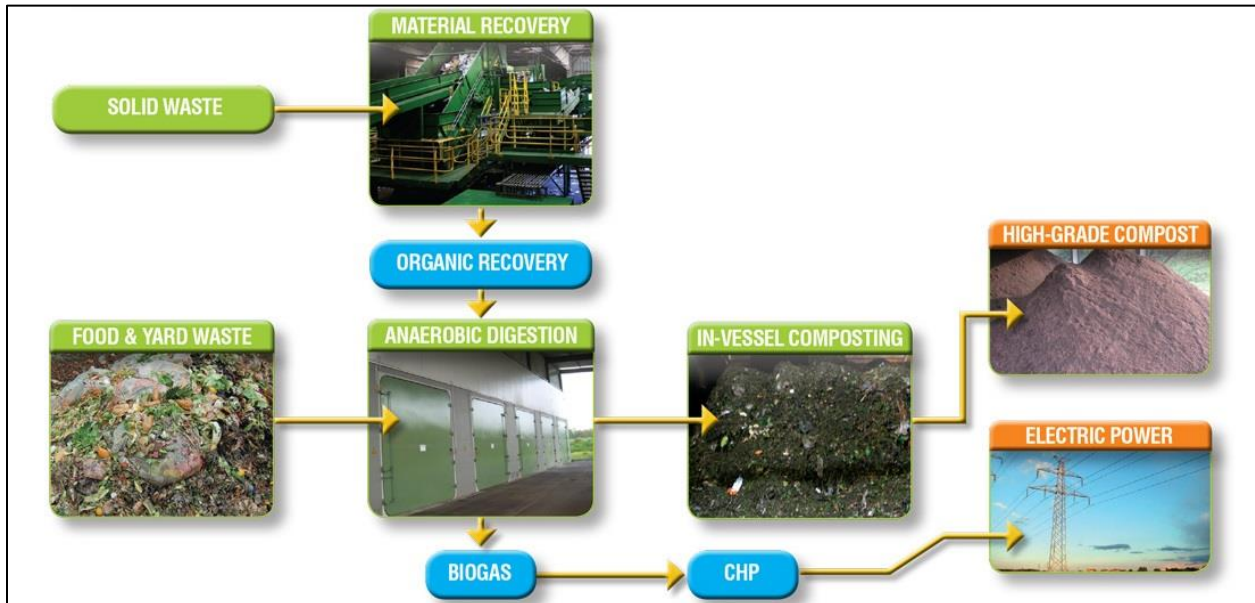 MATERIAL RECOVERY
SOLID WASTE
ORGANIC RECOVERY
HIGH-GRADE COMPOST
FOOD & YARD WASTE
ANAEROBIC DIGESTION
IN-VESSEL COMPOSTING
ELECTRIC POWER
BIOGAS
CHP